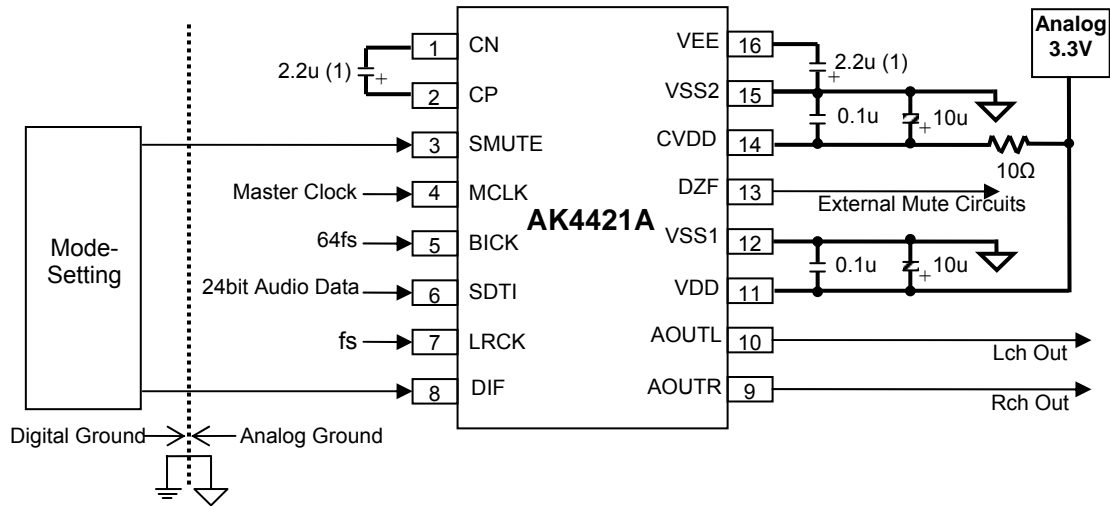 Analog
3.3V
1 CN
VEE 16
2.2u (1)
+
2.2u (1)
+
2 CP
VSS2 15
0.1u
+ 10u
3 SMUTE
CVDD 14
10Ω
Master Clock
4 MCLK
DZF 13
External Mute Circuits
AK4421A
Mode-
Setting
64fs
5 BICK
VSS1 12
0.1u
+ 10u
24bit Audio Data
6 SDTI
VDD 11
fs
7 LRCK
AOUTL 10
Lch Out
8 DIF
AOUTR 9
Rch Out
Digital Ground
Analog Ground